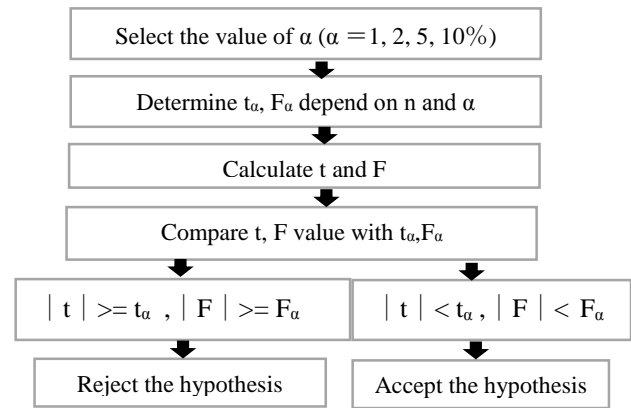 Select the value of α (α＝1, 2, 5, 10%)
Determine tα, Fα depend on n and α
Calculate t and F
Compare t, F value with tα,Fα
｜t｜>= tα , ｜F｜>= Fα
｜t｜< tα , ｜F｜< Fα
Reject the hypothesis
Accept the hypothesis